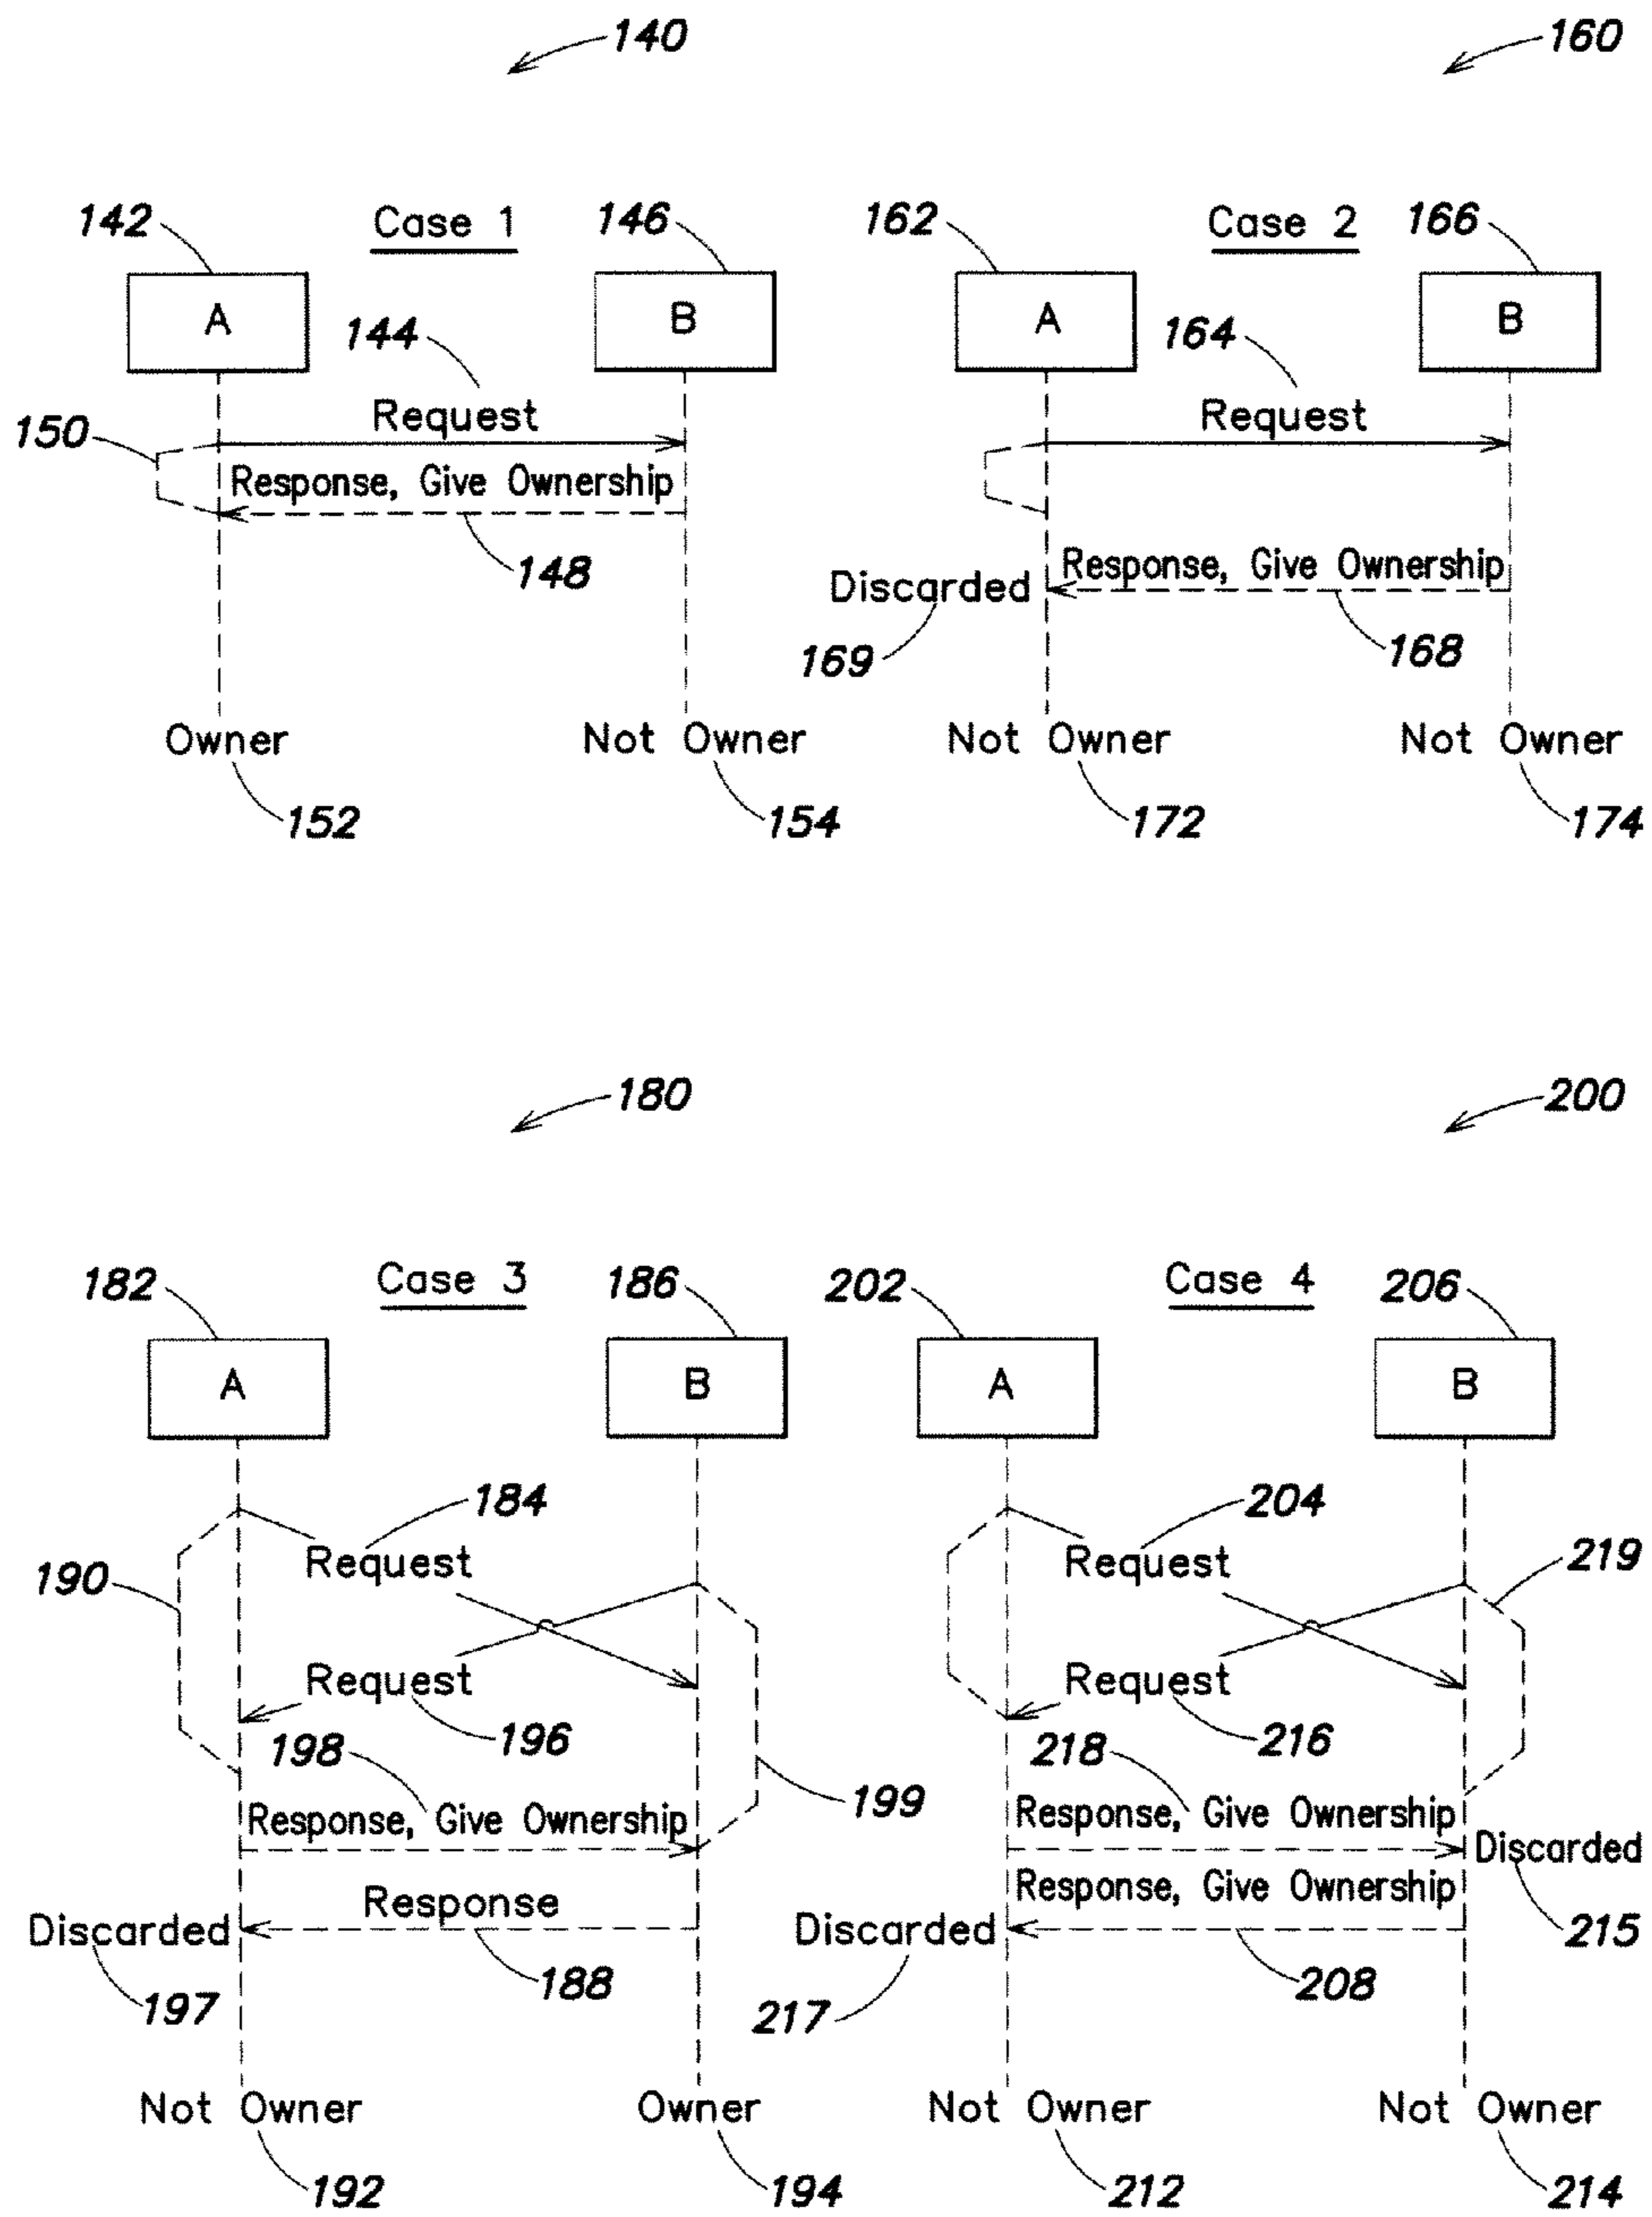 140
160
142
Case 1
146
162
Case 2
166
A
B
A
B
144
164
150
Request
Request
Response, Give Ownership
148
Discarded
Response, Give Ownership
169
168
Owner
Not Owner
Not Owner
Not Owner
152
154
172
174
180
200
182
Case 3
186
202
Case 4
206
A
B
A
B
184
204
190
Request
Request
219
Request
Request
198
196
218
216
199
Response, Give Ownership
Response, Give Ownership
Discarded
Response
Response, Give Ownership
Discarded
Discarded
215
197
188
217
208
Not Owner
Owner
Not Owner
Not Owner
192
194
212
214